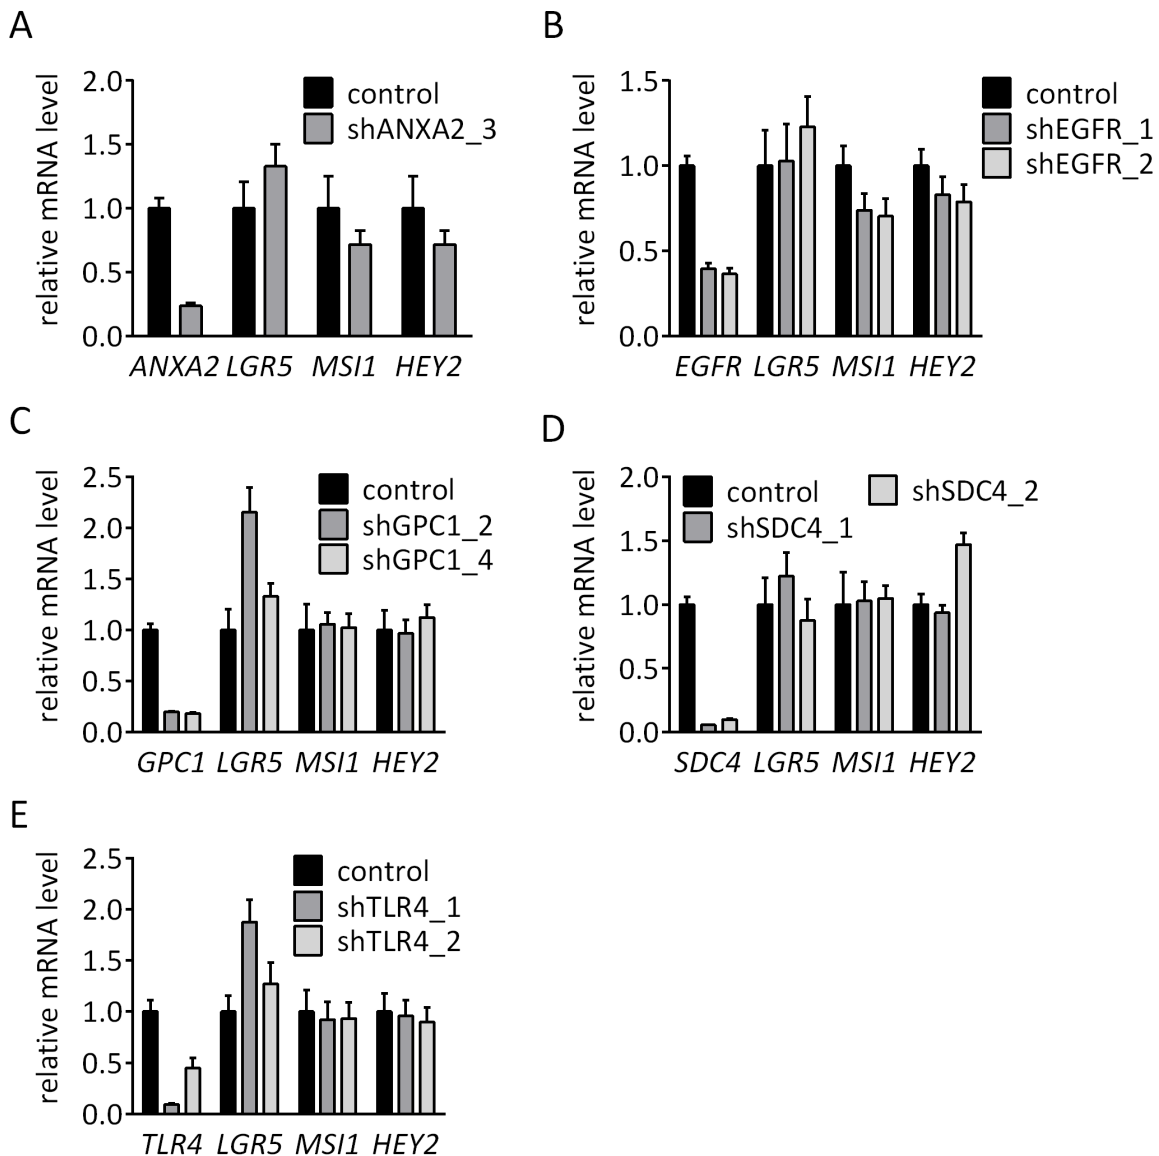 A
relative mRNA level
2.0
1.5
1.0
0.5
0.0
control
shANXA2_3
ANXA2 LGR5 MSI1 HEY2
B
relative mRNA level
1.5
1.0
0.5
0.0
control
shEGFR_1
shEGFR_2
EGFR LGR5 MSI1 HEY2
C
relative mRNA level
2.5
2.0
1.5
1.0
0.5
0.0
control
shGPC1_2
shGPC1_4
GPC1 LGR5 MSI1 HEY2
D
relative mRNA level
2.0
1.5
1.0
0.5
0.0
control
shSDC4_1
shSDC4_2
SDC4 LGR5 MSI1 HEY2
E
relative mRNA level
2.5
2.0
1.5
1.0
0.5
0.0
control
shTLR4_1
shTLR4_2
TLR4 LGR5 MSI1 HEY2